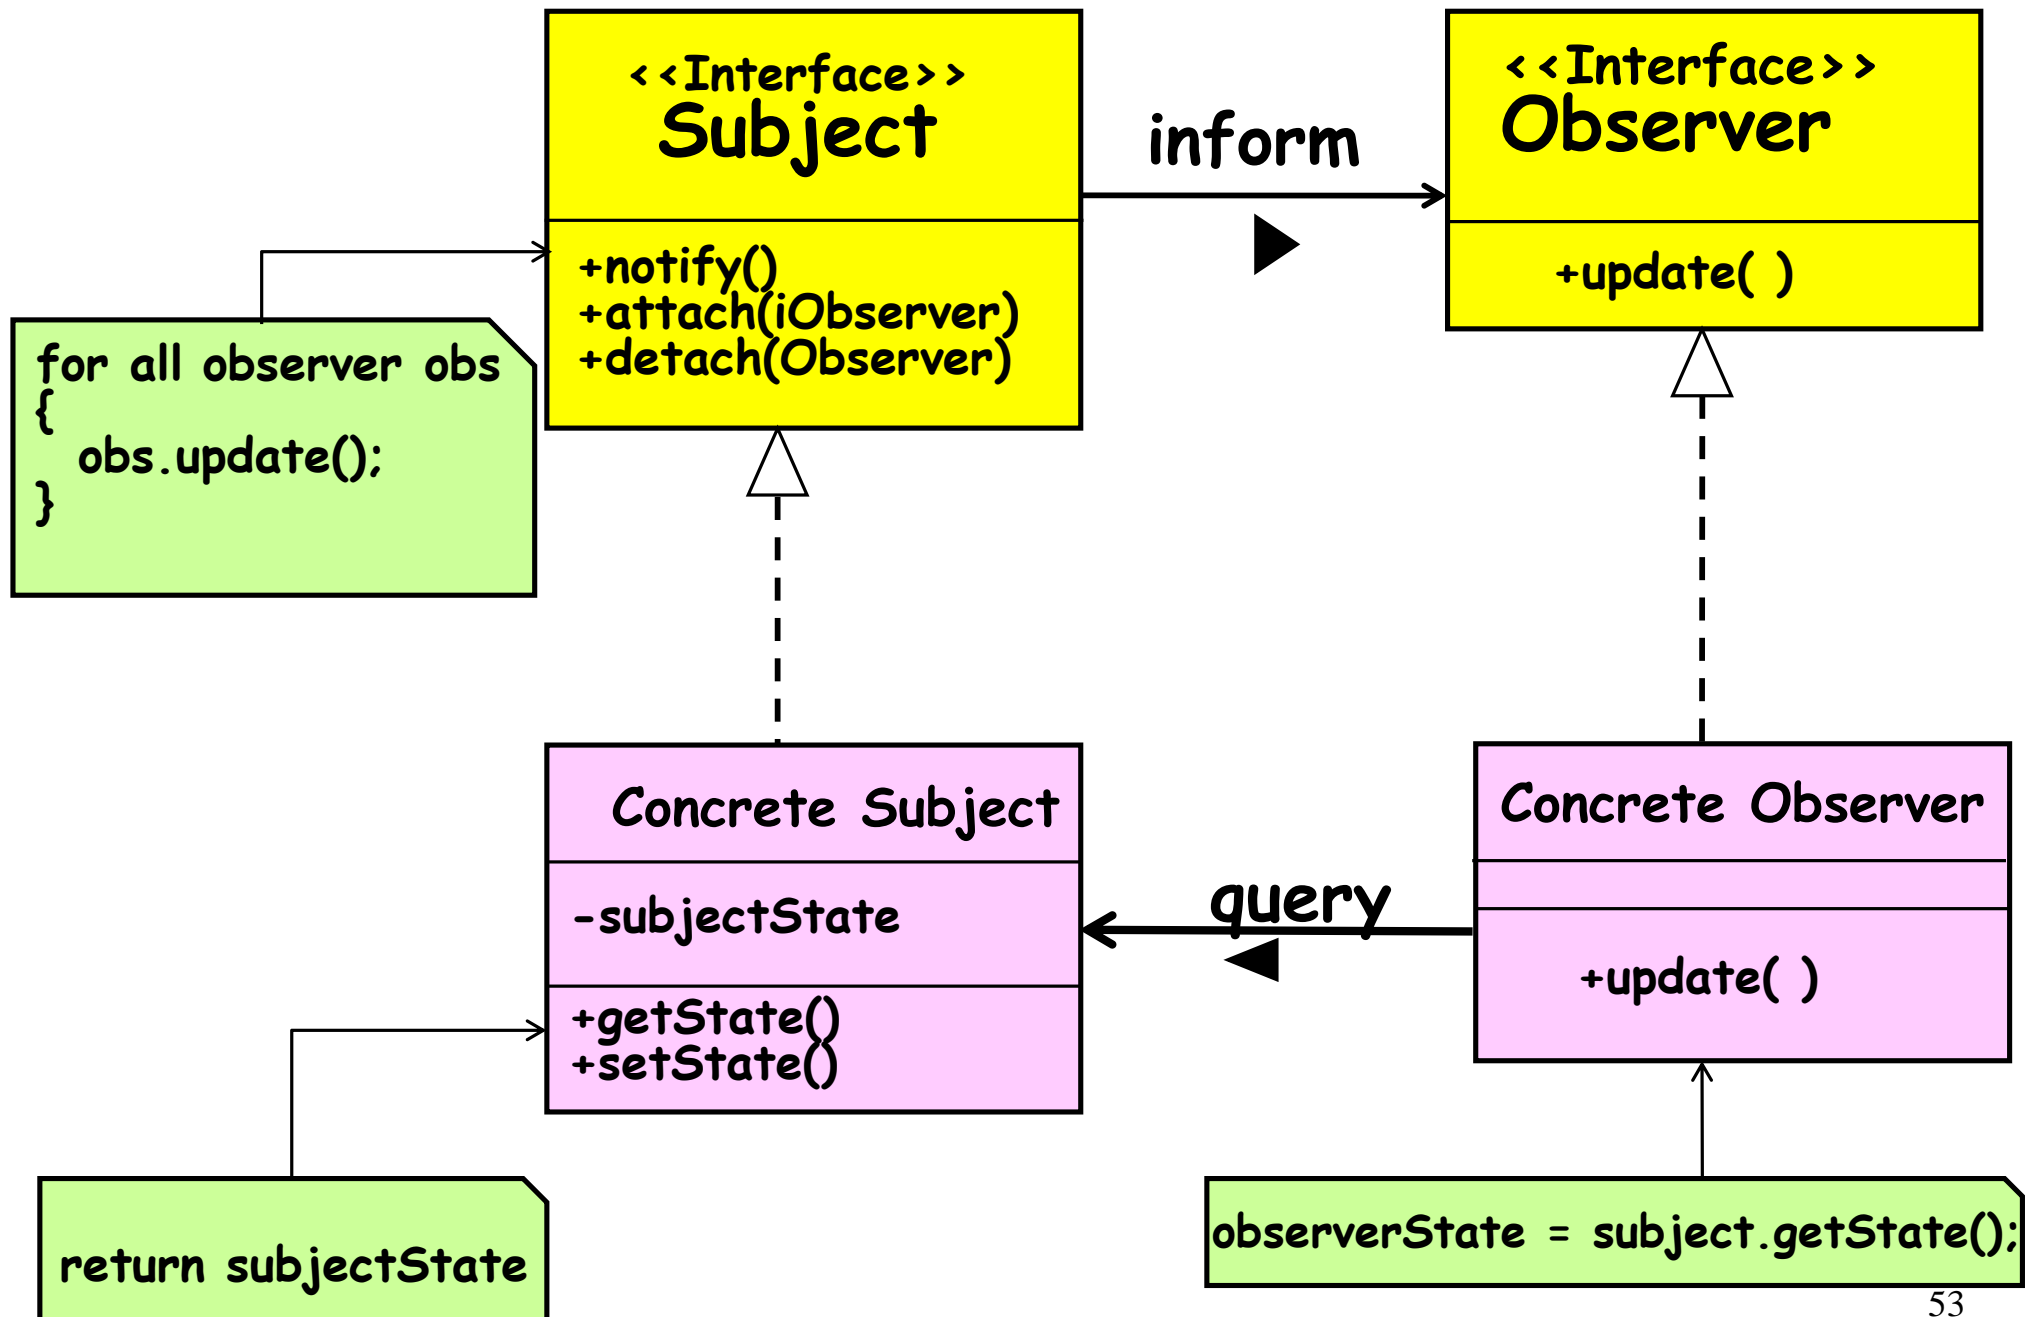 <<Interface>>
Subject
+notify()
+attach(iObserver)
+detach(Observer)
inform
<<Interface>>
Observer
+update( )
for all observer obs
{
obs.update();
}
Concrete Subject
-subjectState
+getState()
+setState()
query
Concrete Observer
+update( )
return subjectState
observerState = subject.getState();
53